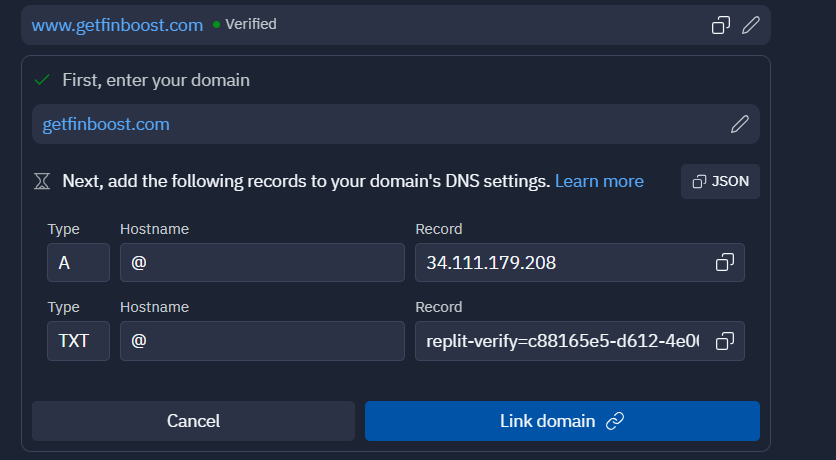 www.getfinboost.com Verified
First, enter your domain
getfinboost.com
Next, add the following records to your domain's DNS settings. Learn more JSON
Type Hostname Record
A @ 34.111.179.208
Type Hostname Record
TXT @ replit-verify=c88165e5-d612-4e0
Cancel Link domain